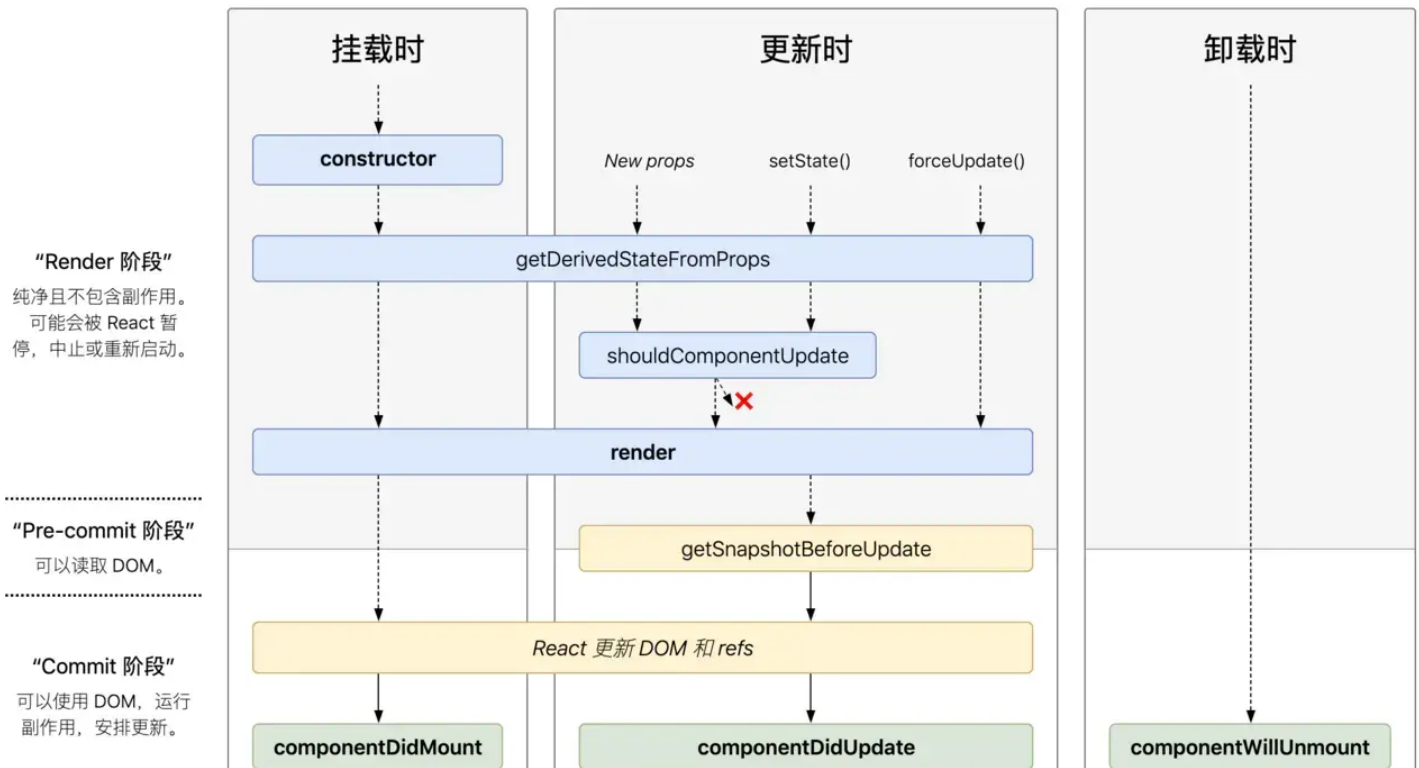 挂载时
更新时
卸载时
constructor
New props
setState()
forceUpdate()
“Render 阶段”
纯净且不包含副作用。
可能会被 React 暂
停，中止或重新启动。
getDerivedStateFromProps
shouldComponentUpdate
render
“Pre-commit 阶段”
可以读取 DOM。
getSnapshotBeforeUpdate
React 更新 DOM 和 refs
“Commit 阶段”
可以使用 DOM，运行
副作用，安排更新。
componentDidMount
componentDidUpdate
componentWillUnmount